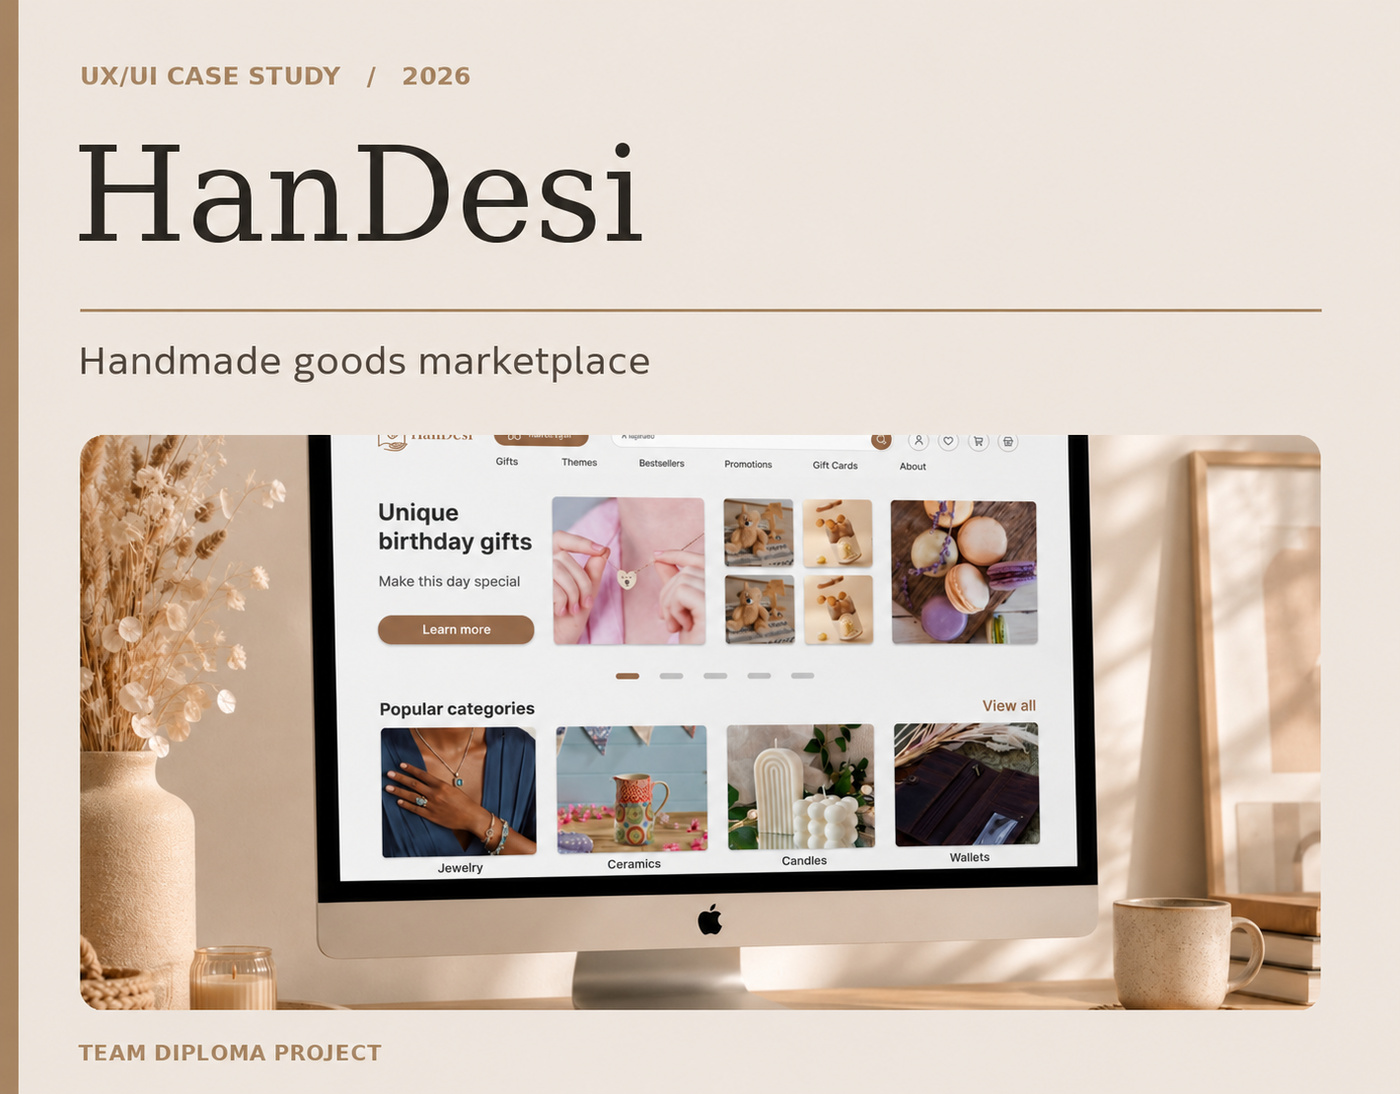 UX/UI CASE STUDY / 2026
HanDesi
Handmade goods marketplace
HanDesi
Gifts Themes Bestsellers Promotions Gift Cards About
Unique
birthday gifts
Make this day special
Learn more
Popular categories View all
Jewelry Ceramics Candles Wallets
TEAM DIPLOMA PROJECT